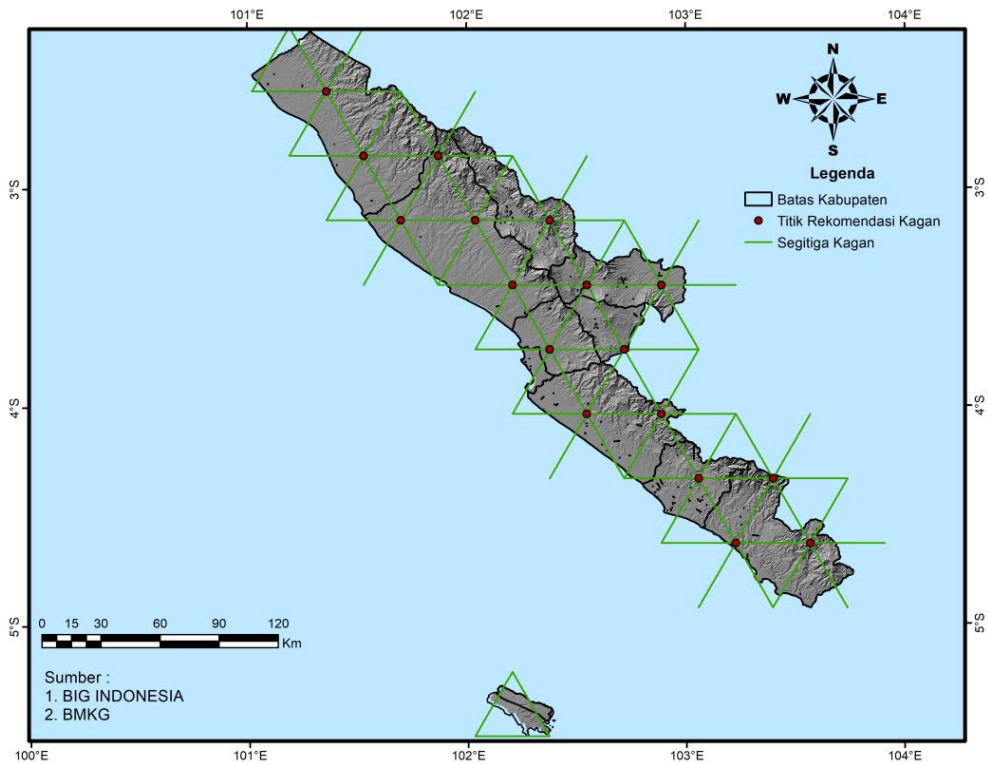 101°E 102°E 103°E 104°E
N
W E
S
Legenda
Batas Kabupaten
Titik Rekomendasi Kagan
Segitiga Kagan
3°S 3°S
4°S 4°S
5°S 5°S
0 15 30 60 90 120
Km
Sumber :
1. BIG INDONESIA
2. BMKG
100°E 101°E 102°E 103°E 104°E